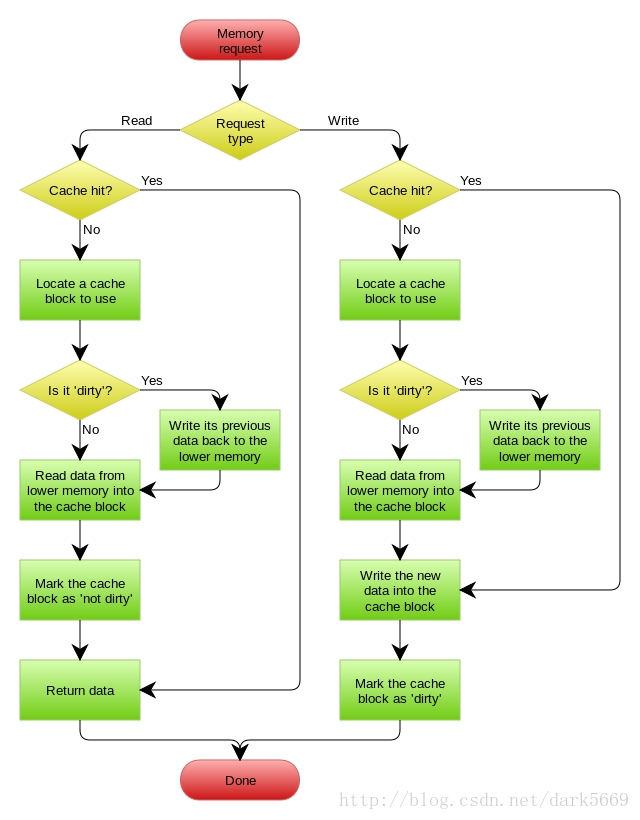 Memory
request
Request
type
Read
Write
Cache hit?
Yes
No
Locate a cache
block to use
Is it 'dirty'?
Yes
No
Write its previous
data back to the
lower memory
Read data from
lower memory into
the cache block
Mark the cache
block as 'not dirty'
Return data
Cache hit?
Yes
No
Locate a cache
block to use
Is it 'dirty'?
Yes
No
Write its previous
data back to the
lower memory
Read data from
lower memory into
the cache block
Write the new
data into the
cache block
Mark the cache
block as 'dirty'
Done
http://blog.csdn.net/dark5669